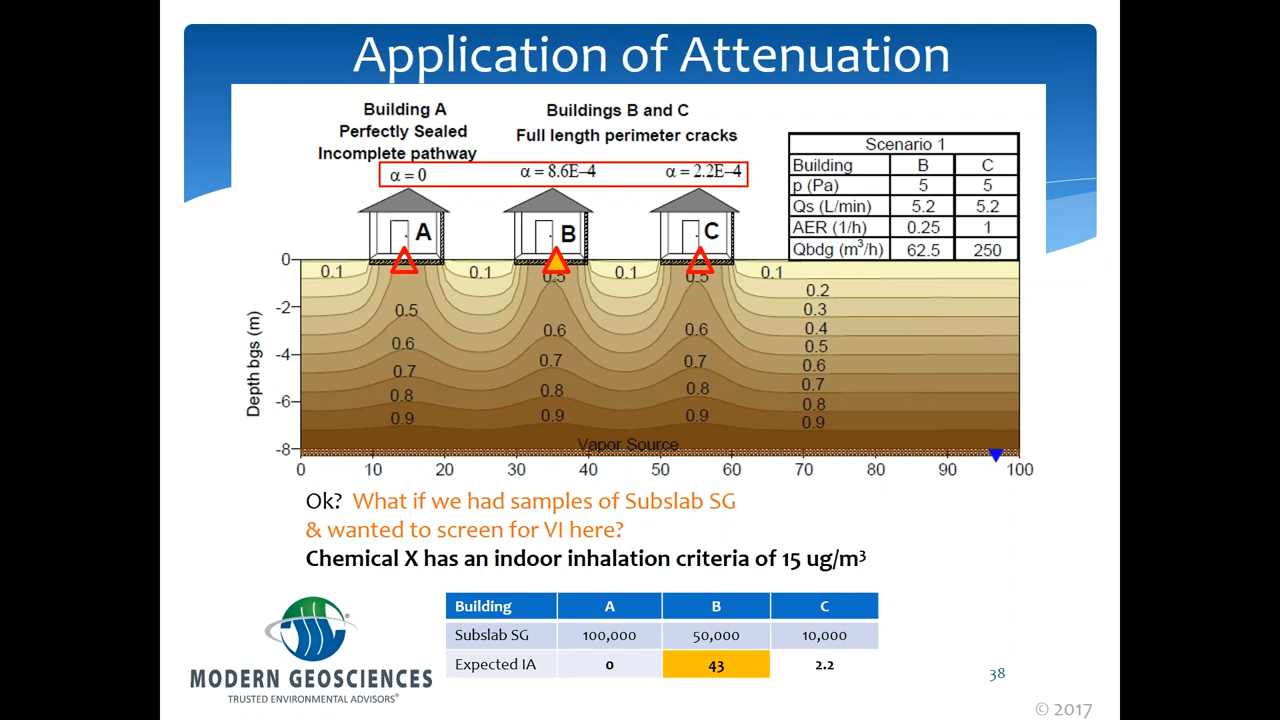 Application of Attenuation
Building A
Perfectly Sealed
Incomplete pathway
Buildings B and C
Full length perimeter cracks
α = 0
α = 8.6E–4
α = 2.2E–4
Scenario 1
Building B C
p (Pa) 5 5
Qs (L/min) 5.2 5.2
AER (1/h) 0.25 1
Qbdg (m³/h) 62.5 250
A
B
C
0
-2
-4
-6
-8
Depth bgs (m)
0.1 0.1 0.5 0.1 0.5 0.1
0.2
0.5 0.3
0.6 0.6 0.4
0.6 0.5
0.7 0.7 0.7 0.6
0.8 0.8 0.8 0.7
0.9 0.9 0.9 0.8
0.9
Vapor Source
0 10 20 30 40 50 60 70 80 90 100
Ok? What if we had samples of Subslab SG
& wanted to screen for VI here?
Chemical X has an indoor inhalation criteria of 15 ug/m³
Building A B C
Subslab SG 100,000 50,000 10,000
Expected IA 0 43 2.2
MODERN GEOSCIENCES
TRUSTED ENVIRONMENTAL ADVISORS®
38
© 2017